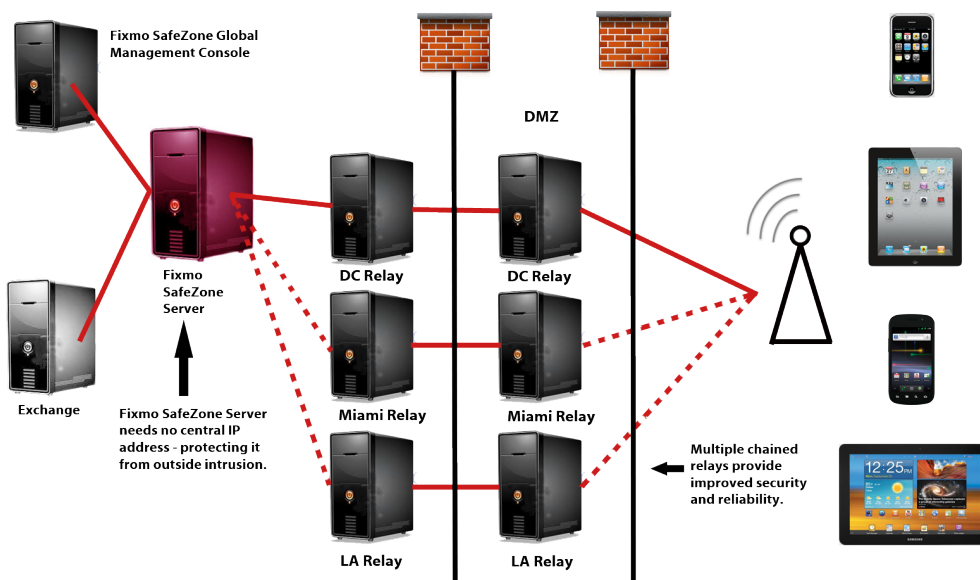 Fixmo SafeZone Global
Management Console
DMZ
DC Relay
DC Relay
Fixmo
SafeZone
Server
Exchange
Miami Relay
Miami Relay
Fixmo SafeZone Server
needs no central IP
address - protecting it
from outside intrusion.
Multiple chained
relays provide
improved security
and reliability.
LA Relay
LA Relay
12:25PM
SAMSUNG